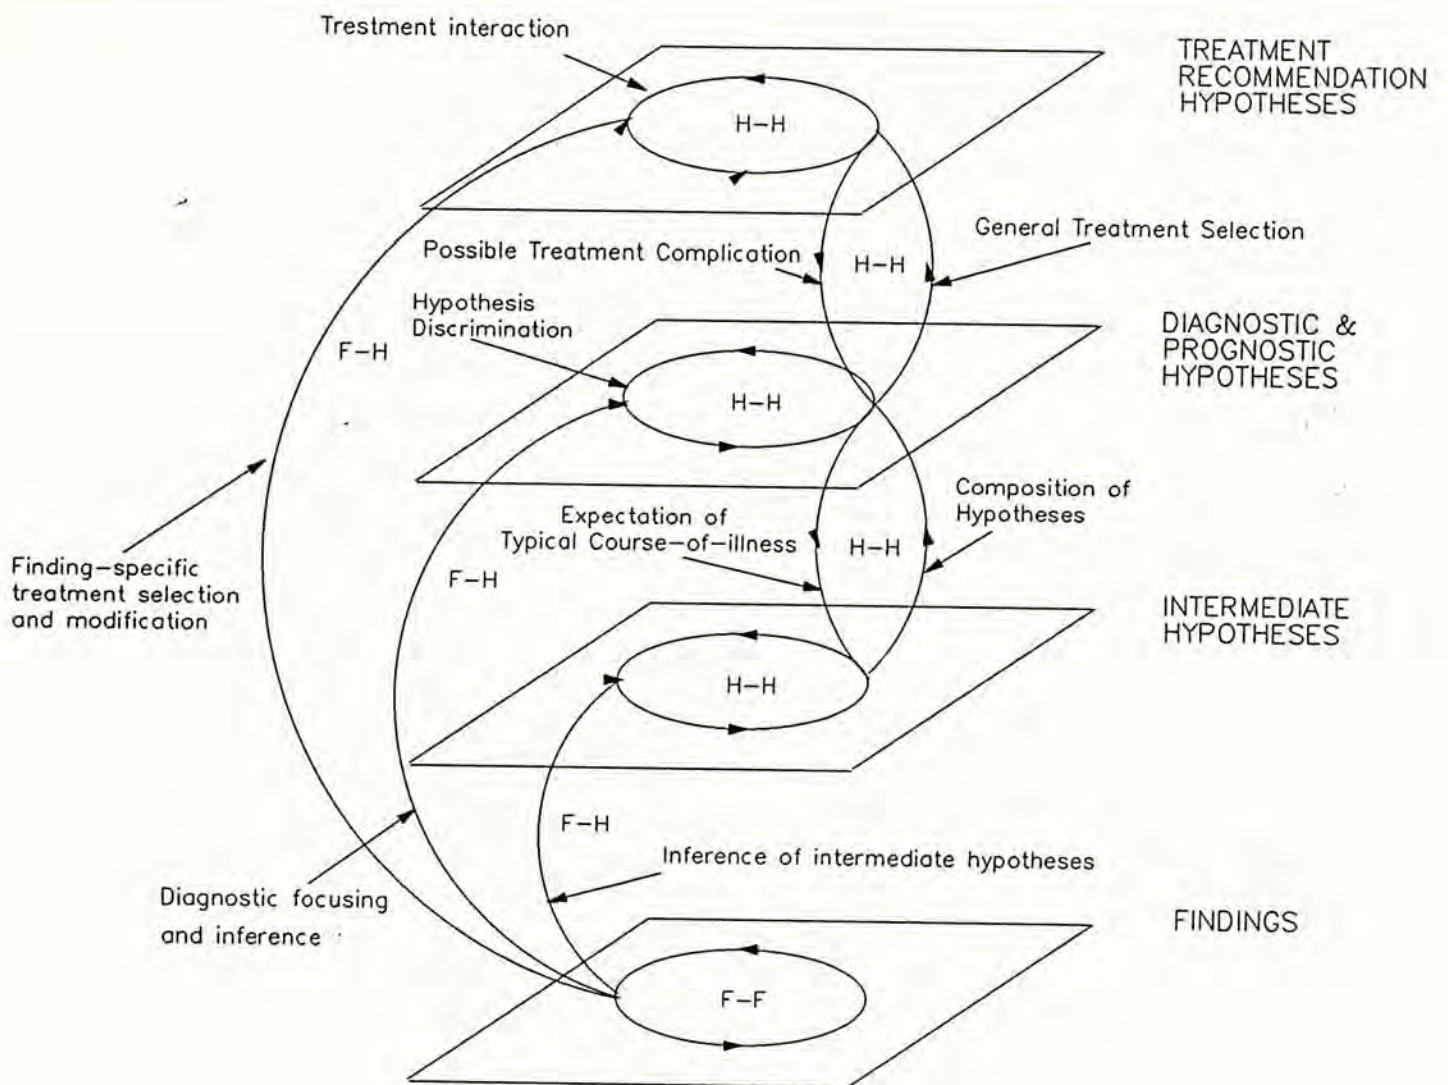 Trestment interaction
TREATMENT
RECOMMENDATION
HYPOTHESES
H-H
General Treatment Selection
Possible Treatment Complication
H-H
Hypothesis
Discrimination
DIAGNOSTIC &
PROGNOSTIC
HYPOTHESES
F-H
H-H
Composition of
Hypotheses
Expectation of
Typical Course-of-illness
H-H
Finding-specific
treatment selection
and modification
F-H
INTERMEDIATE
HYPOTHESES
H-H
F-H
Inference of intermediate hypotheses
Diagnostic focusing
and inference
FINDINGS
F-F